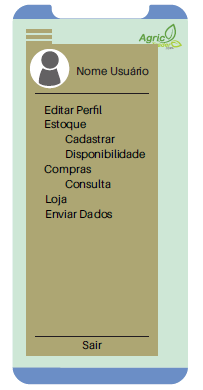 Agric
Nome Usuário
Editar Perfil
Estoque
Cadastrar
Disponibilidade
Compras
Consulta
Loja
Enviar Dados
Sair